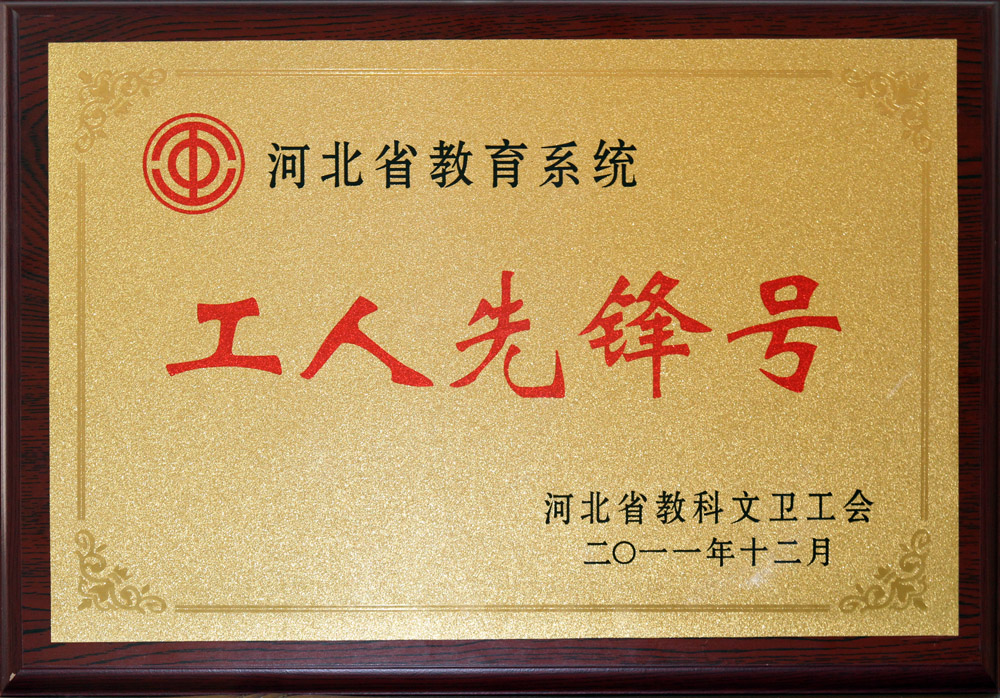 河北省教育系统
工人先锋号
河北省教科文卫工会
二〇一一年十二月